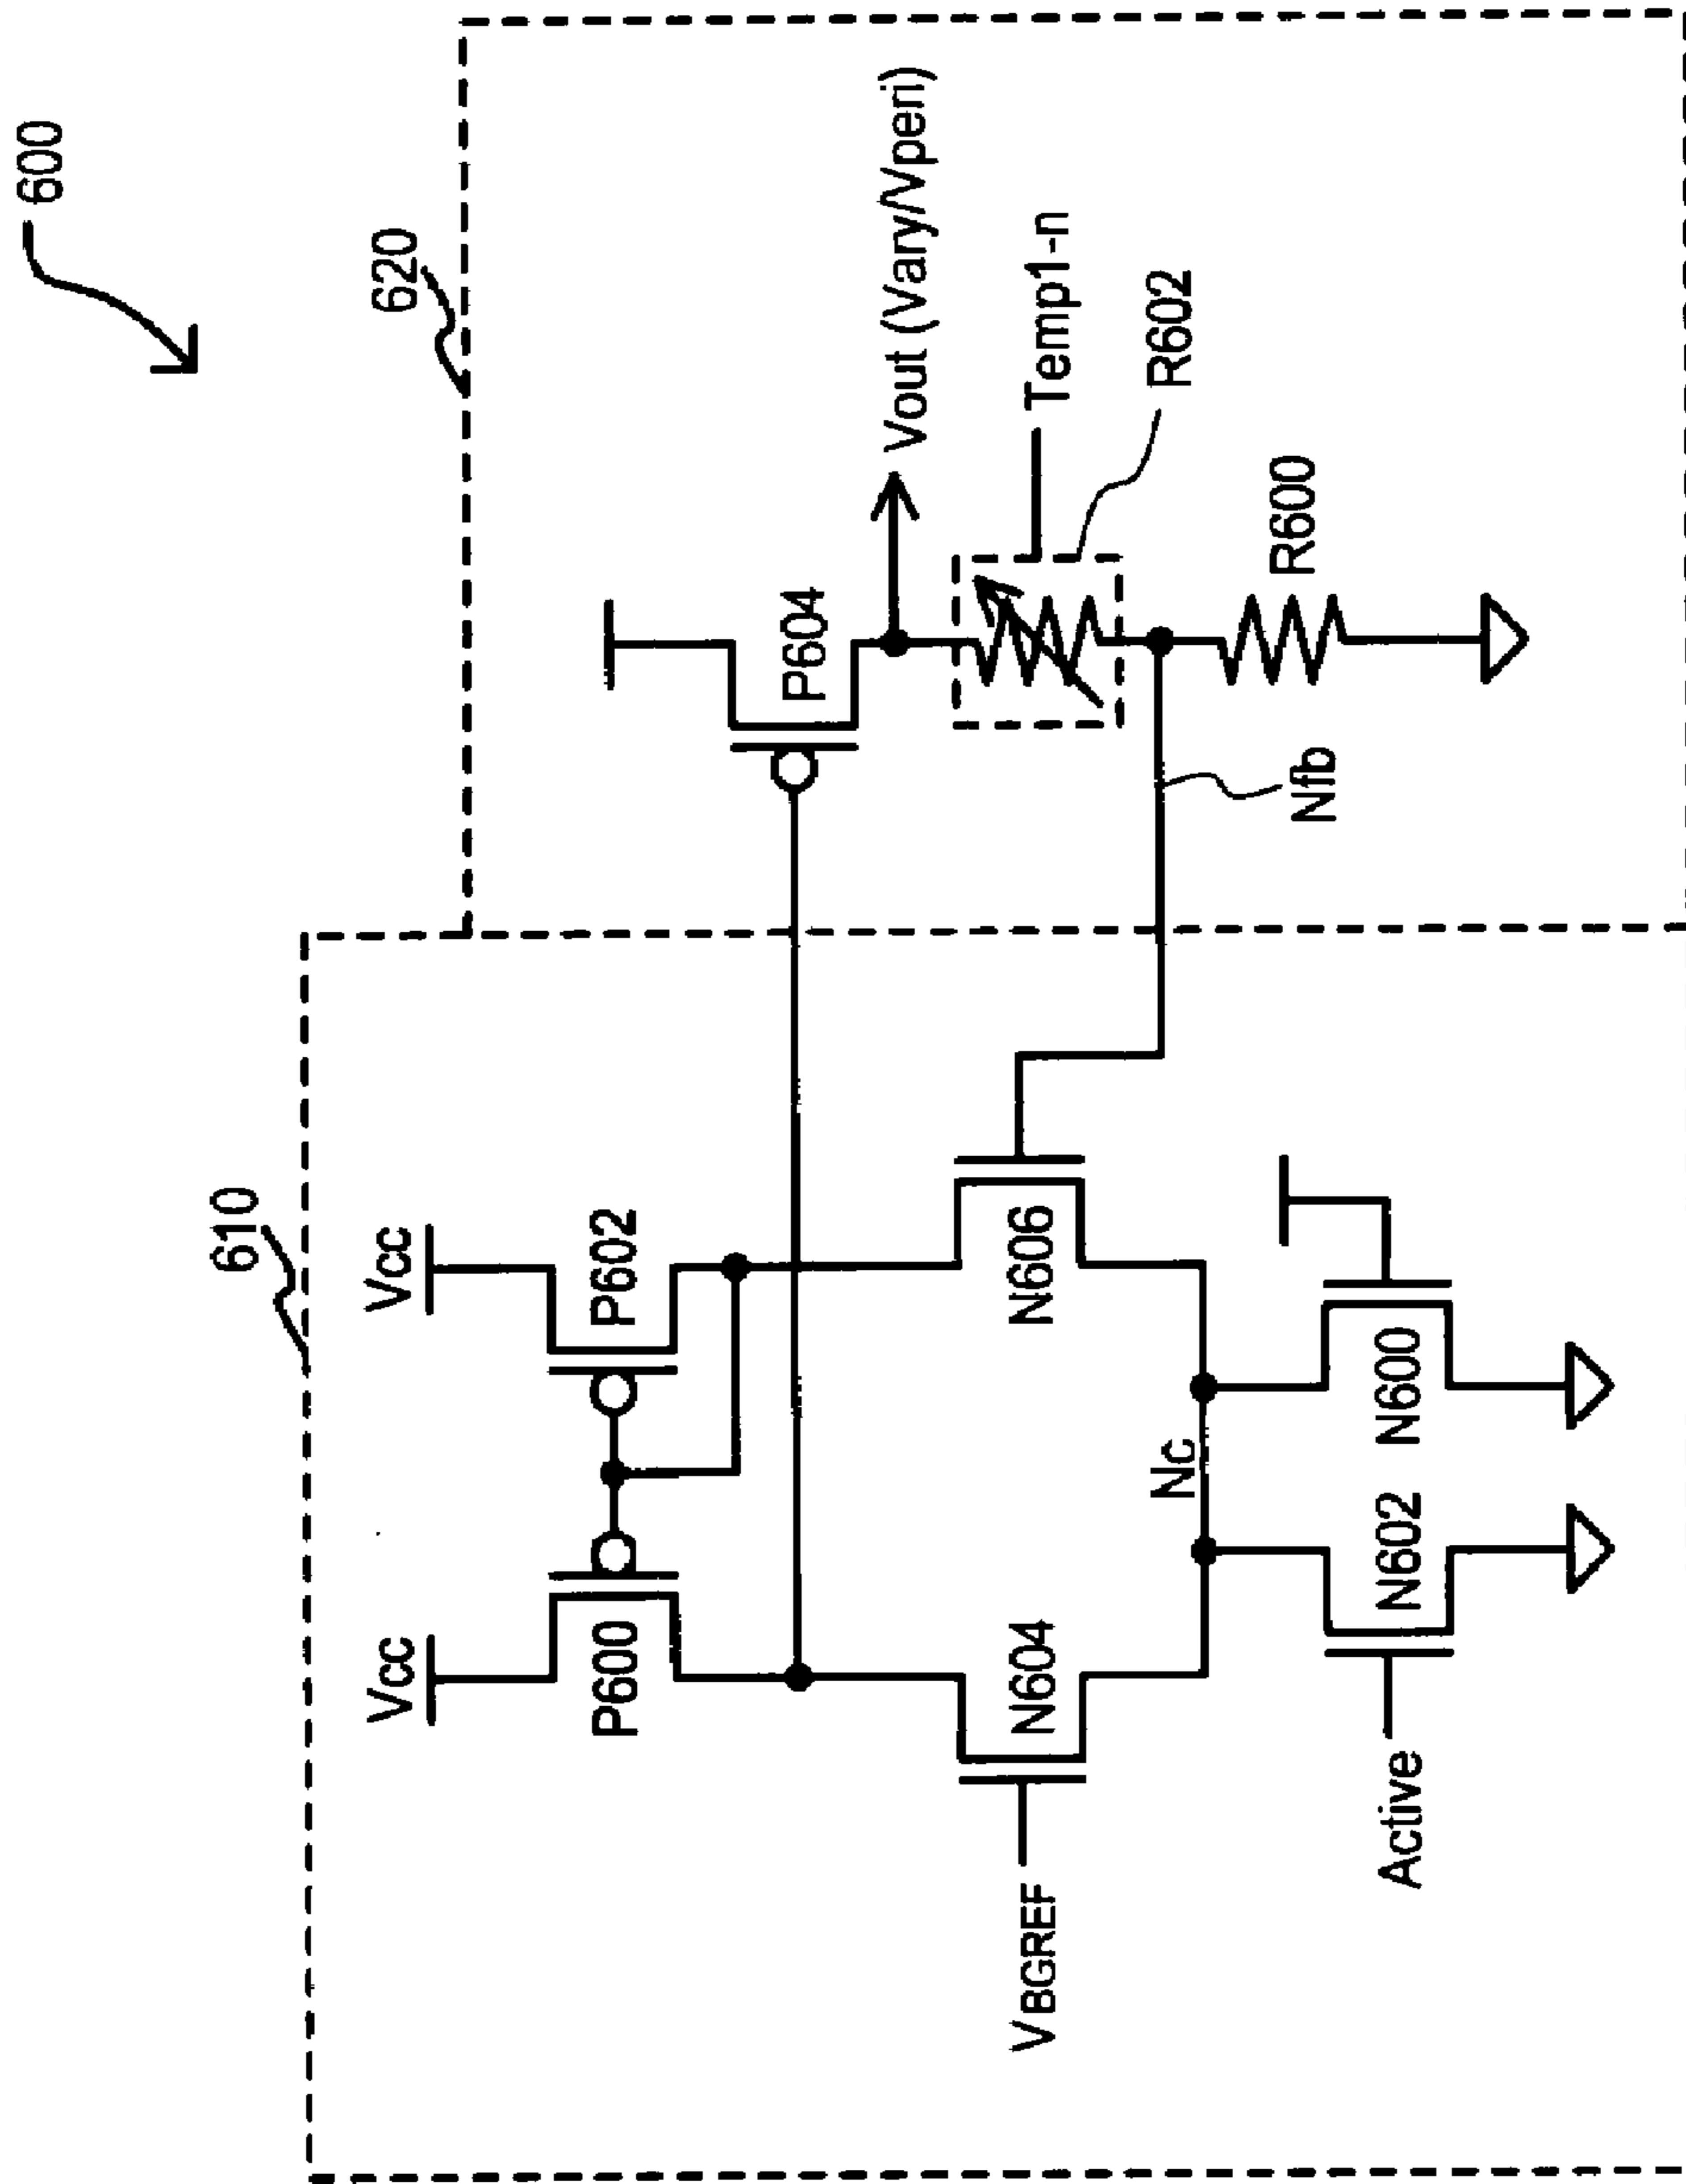 600
610
620
Vcc
Vcc
P600
P602
P604
Vout (Vary/Vperi)
Temp1-n
R602
VBGREF
N604
N606
Nfb
R600
Nc
Active
N602
N600